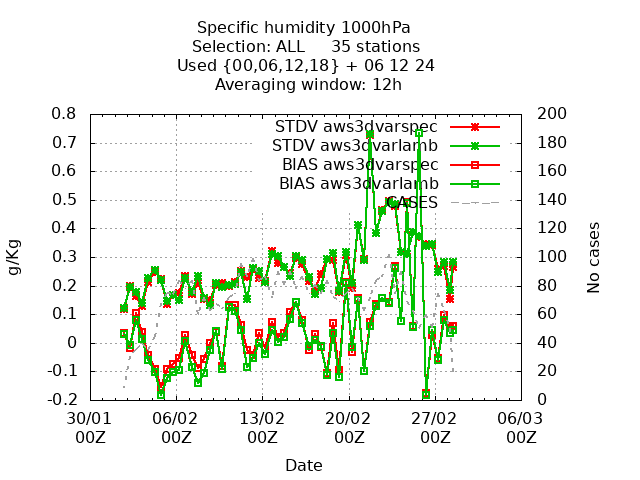 Specific humidity 1000hPa
Selection: ALL 35 stations
Used {00,06,12,18} + 06 12 24
Averaging window: 12h
STDV aws3dvarspec
STDV aws3dvarlamb
BIAS aws3dvarspec
BIAS aws3dvarlamb
CASES
g/Kg
0.8
0.7
0.6
0.5
0.4
0.3
0.2
0.1
0
-0.1
-0.2
No cases
200
180
160
140
120
100
80
60
40
20
0
30/01 06/02 13/02 20/02 27/02 06/03
00Z 00Z 00Z 00Z 00Z 00Z
Date